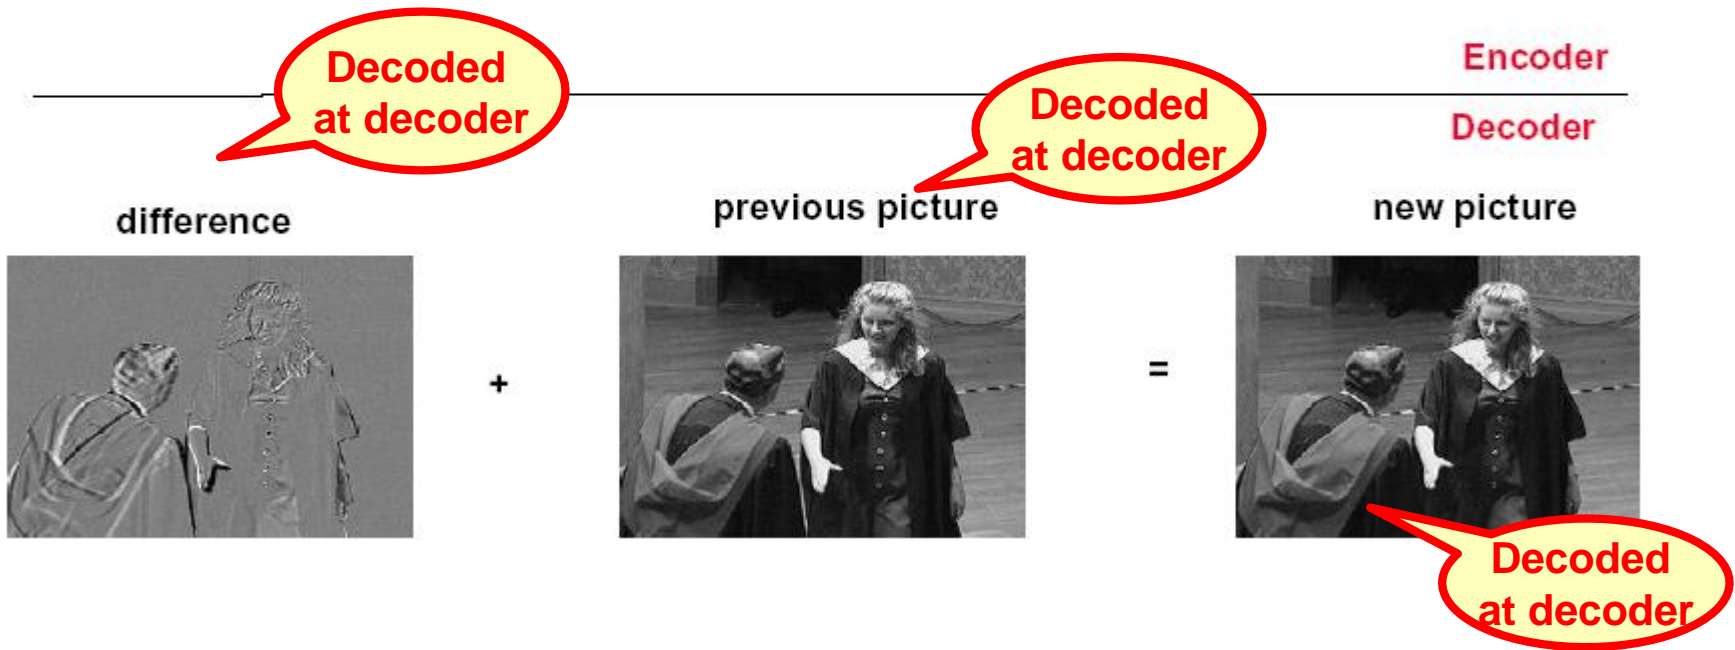 Encoder
Decoded
at decoder
Decoded
at decoder
Decoder
difference
previous picture
new picture
+
=
Decoded
at decoder